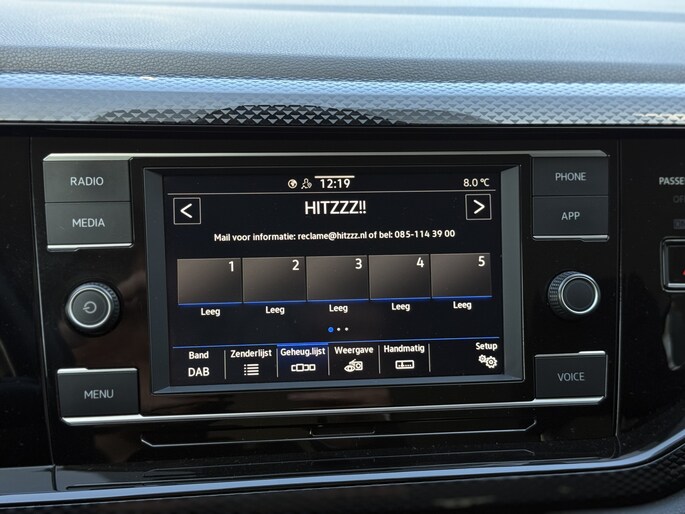 RADIO
MEDIA
MENU
12:19
8.0 °C
HITZZZ!!
Mail voor informatie: reclame@hitzzz.nl of bel: 085-114 39 00
1 2 3 4 5
Leeg Leeg Leeg Leeg Leeg
Band Zenderlijst Geheug.lijst Weergave Handmatig Setup
DAB
PHONE
APP
VOICE